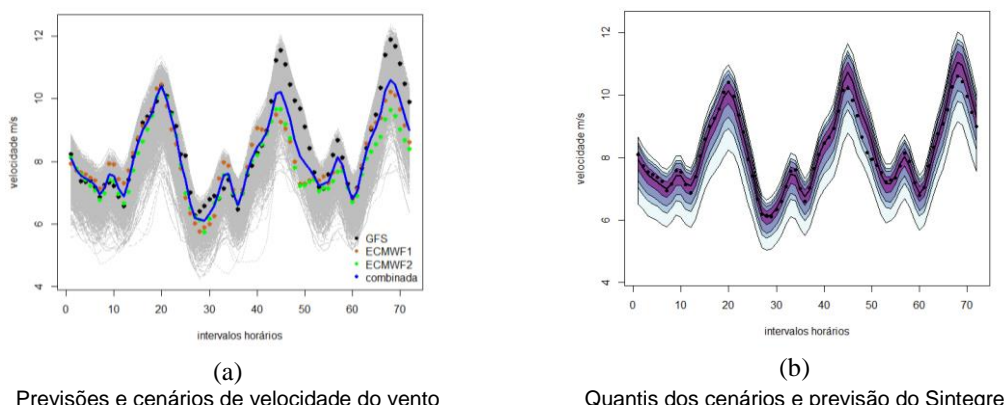 12
10
8
6
4
velocidade m/s
0
10
20
30
40
50
60
70
intervalos horários
GFS
ECMWF1
ECMWF2
combinada
(a)
Previsões e cenários de velocidade do vento
12
10
8
6
4
velocidade m/s
0
10
20
30
40
50
60
70
intervalos horários
(b)
Quantis dos cenários e previsão do Sintegre